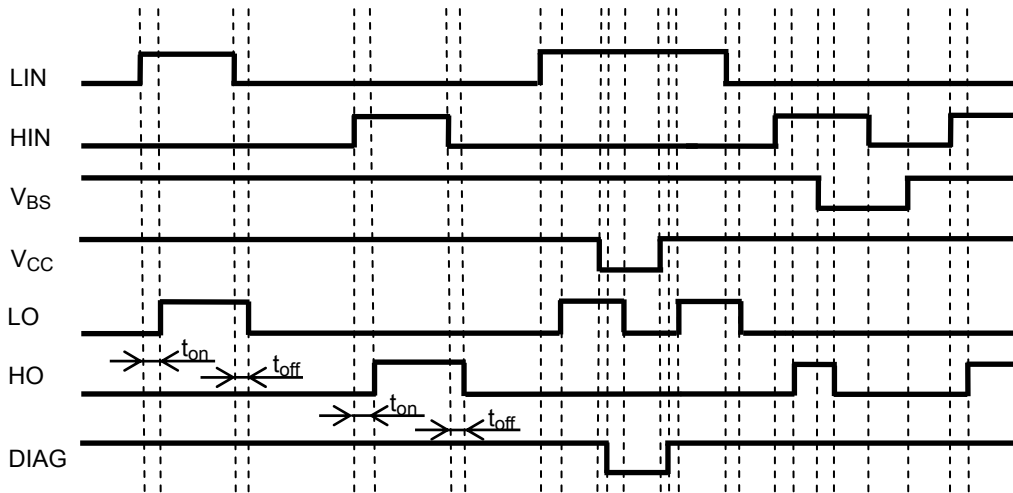 LIN
HIN
VBS
VCC
LO
ton
toff
HO
ton
toff
DIAG